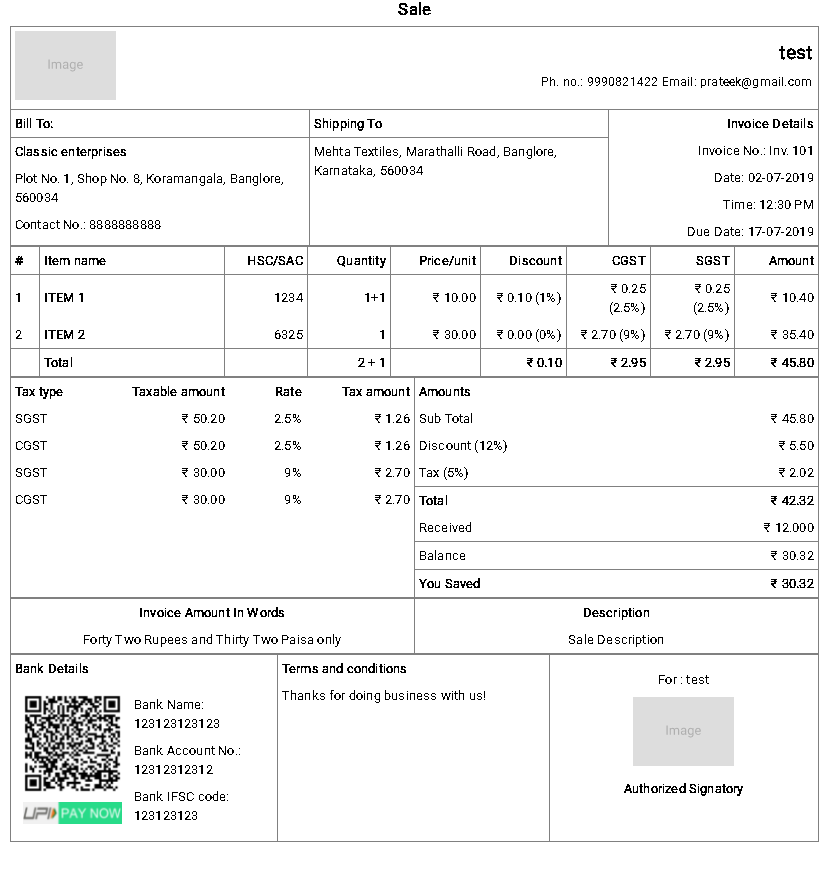 Sale
Image
test
Ph. no.: 9990821422 Email: prateek@gmail.com
Bill To:
Classic enterprises
Plot No. 1, Shop No. 8, Koramangala, Banglore,
560034
Contact No.: 8888888888
Shipping To
Mehta Textiles, Marathalli Road, Banglore,
Karnataka, 560034
Invoice Details
Invoice No.: Inv. 101
Date: 02-07-2019
Time: 12:30 PM
Due Date: 17-07-2019
# Item name HSC/SAC Quantity Price/unit Discount CGST SGST Amount
1 ITEM 1 1234 1+1 ₹ 10.00 ₹ 0.10 (1%) ₹ 0.25 (2.5%) ₹ 0.25 (2.5%) ₹ 10.40
2 ITEM 2 6325 1 ₹ 30.00 ₹ 0.00 (0%) ₹ 2.70 (9%) ₹ 2.70 (9%) ₹ 35.40
Total 2 + 1 ₹ 0.10 ₹ 2.95 ₹ 2.95 ₹ 45.80
Tax type Taxable amount Rate Tax amount
SGST ₹ 50.20 2.5% ₹ 1.26
CGST ₹ 50.20 2.5% ₹ 1.26
SGST ₹ 30.00 9% ₹ 2.70
CGST ₹ 30.00 9% ₹ 2.70
Amounts
Sub Total ₹ 45.80
Discount (12%) ₹ 5.50
Tax (5%) ₹ 2.02
Total ₹ 42.32
Received ₹ 12.000
Balance ₹ 30.32
You Saved ₹ 30.32
Invoice Amount In Words
Forty Two Rupees and Thirty Two Paisa only
Description
Sale Description
Bank Details
Bank Name:
123123123123
Bank Account No.:
12312312312
Bank IFSC code:
123123123
UPI PAY NOW
Terms and conditions
Thanks for doing business with us!
For : test
Image
Authorized Signatory